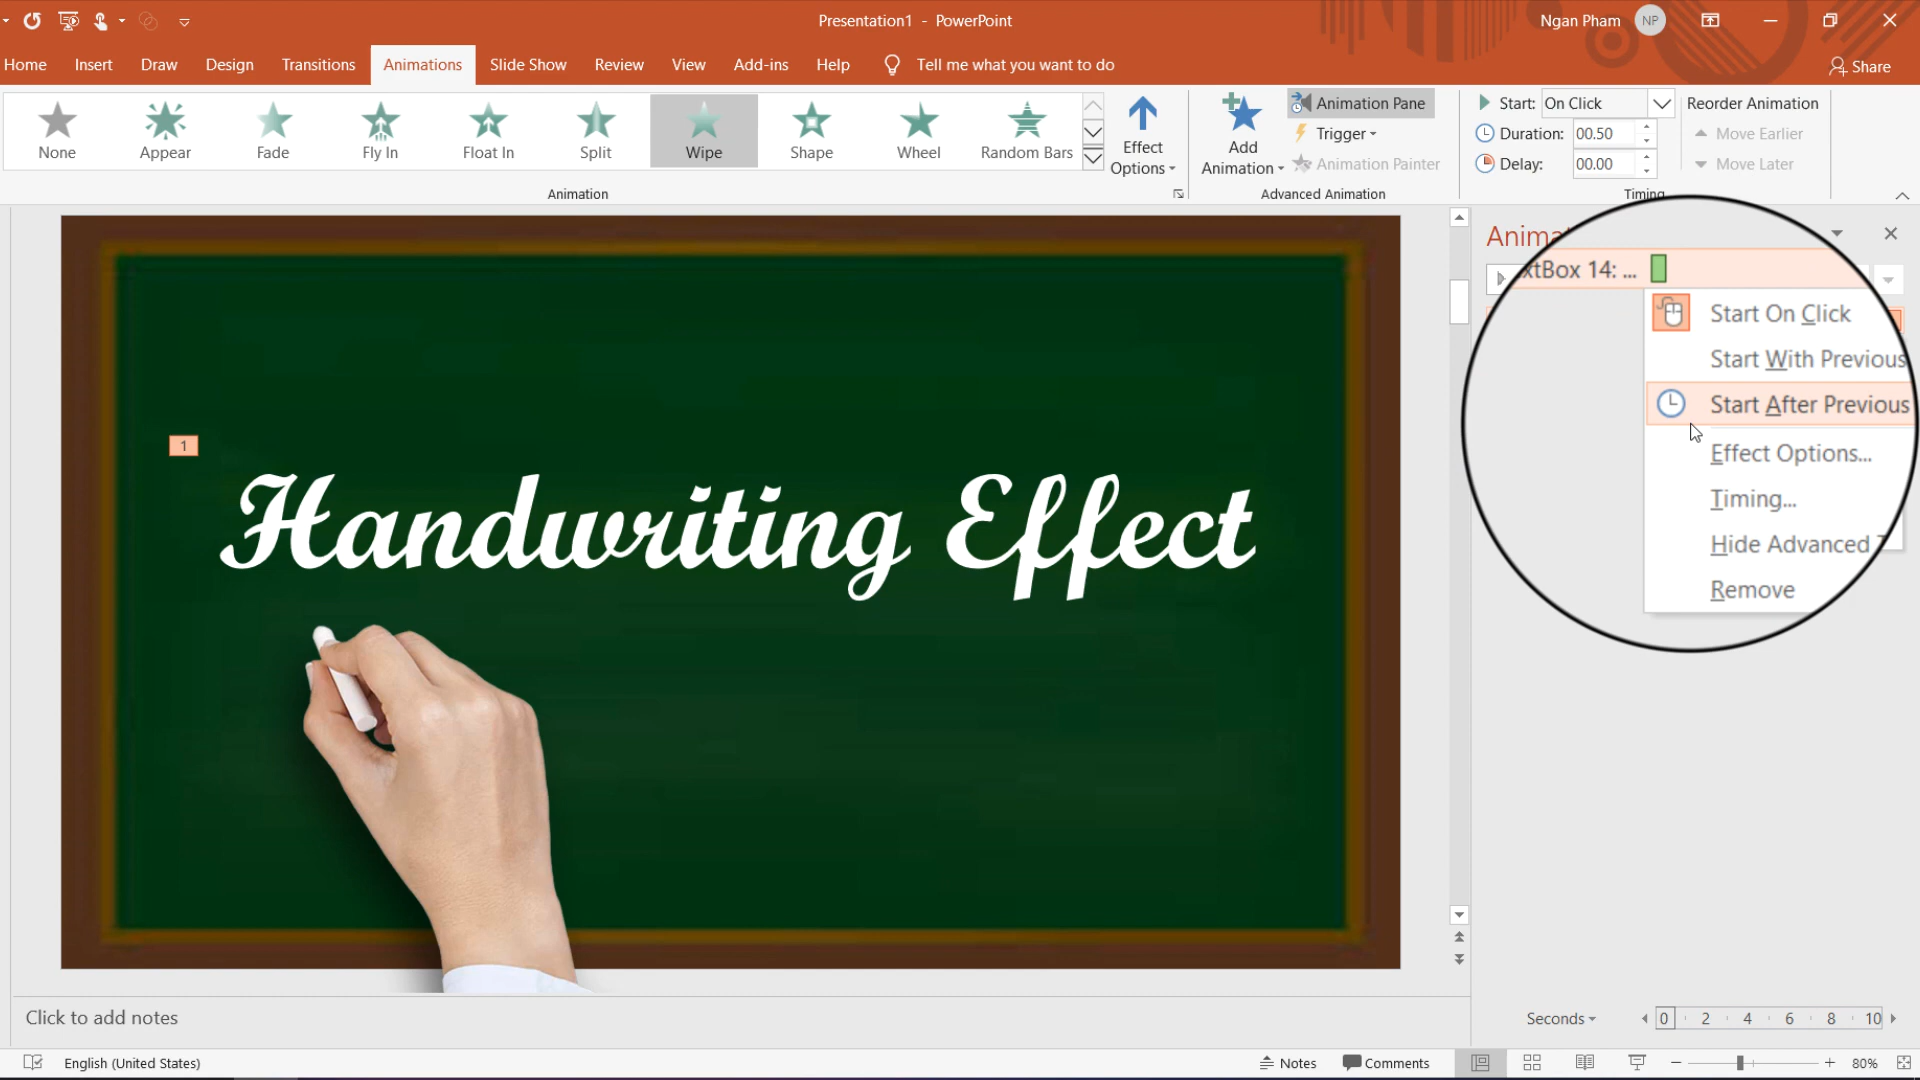 Presentation1 - PowerPoint
Ngan Pham NP
Home Insert Draw Design Transitions Animations Slide Show Review View Add-ins Help Tell me what you want to do Share
None Appear Fade Fly In Float In Split Wipe Shape Wheel Random Bars
Effect Options
Add Animation
Animation Pane
Trigger
Animation Painter
Start: On Click
Duration: 00.50
Delay: 00.00
Reorder Animation
Move Earlier
Move Later
Animation
Advanced Animation
Timing
Anima
xtBox 14: ...
Start On Click
Start With Previous
Start After Previous
Effect Options...
Timing...
Hide Advanced
Remove
1
Handwriting Effect
Click to add notes
Seconds 0 2 4 6 8 10
English (United States)
Notes Comments 80%